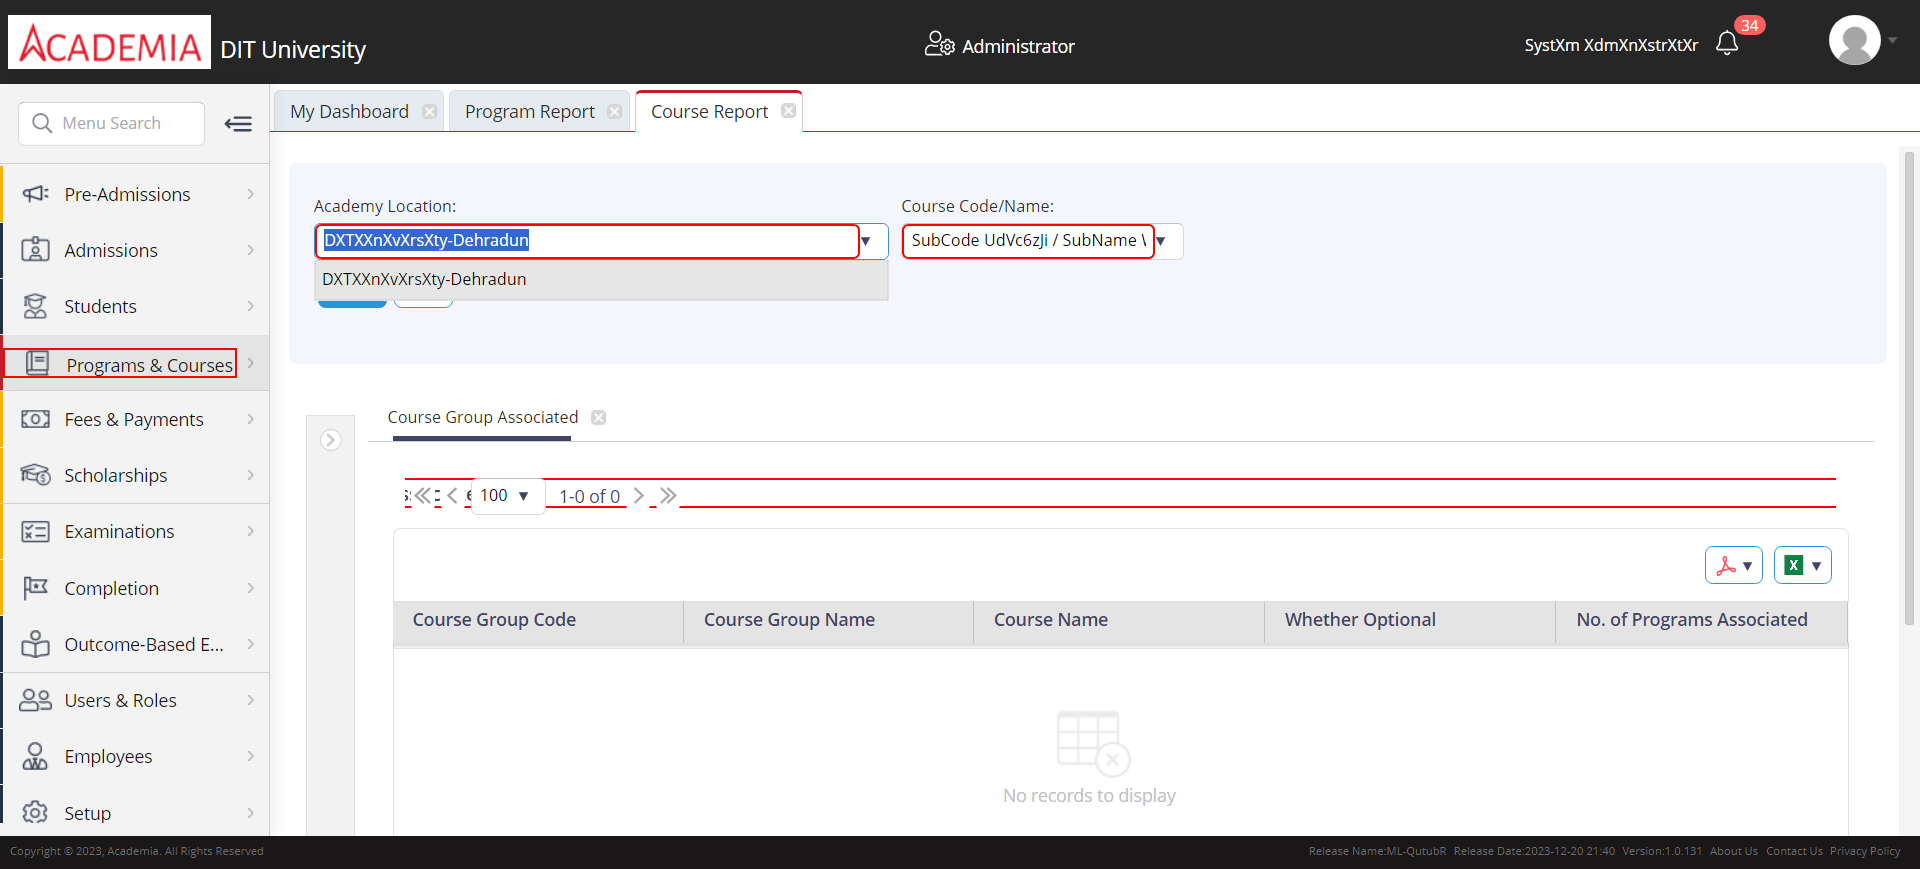 ACADEMIA DIT University
Administrator
SystXm XdmXnXstrXtXr
34
Menu Search
My Dashboard
Program Report
Course Report
Pre-Admissions
Admissions
Students
Programs & Courses
Fees & Payments
Scholarships
Examinations
Completion
Outcome-Based E...
Users & Roles
Employees
Setup
Academy Location:
Course Code/Name:
DXTXXnXvXrsXty-Dehradun
SubCode UdVc6zJi / SubName
DXTXXnXvXrsXty-Dehradun
Course Group Associated
100
1-0 of 0
Course Group Code
Course Group Name
Course Name
Whether Optional
No. of Programs Associated
No records to display
Copyright © 2023, Academia. All Rights Reserved
Release Name:ML-QutubR Release Date:2023-12-20 21:40 Version:1.0.131 About Us Contact Us Privacy Policy